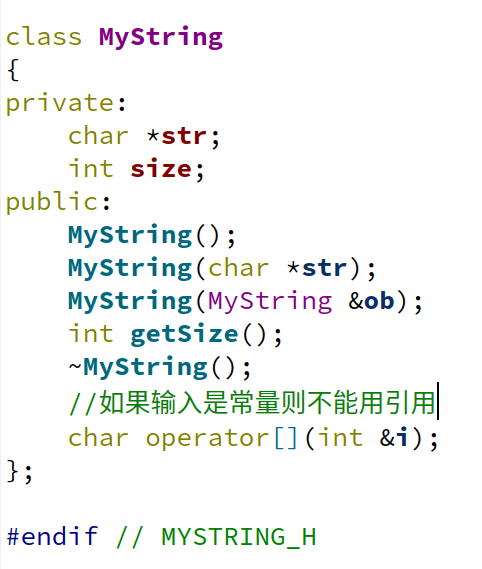 class MyString
{
private:
    char *str;
    int size;
public:
    MyString();
    MyString(char *str);
    MyString(MyString &ob);
    int getSize();
    ~MyString();
    //如果输入是常量则不能用引用
    char operator[](int &i);
};
#endif // MYSTRING_H